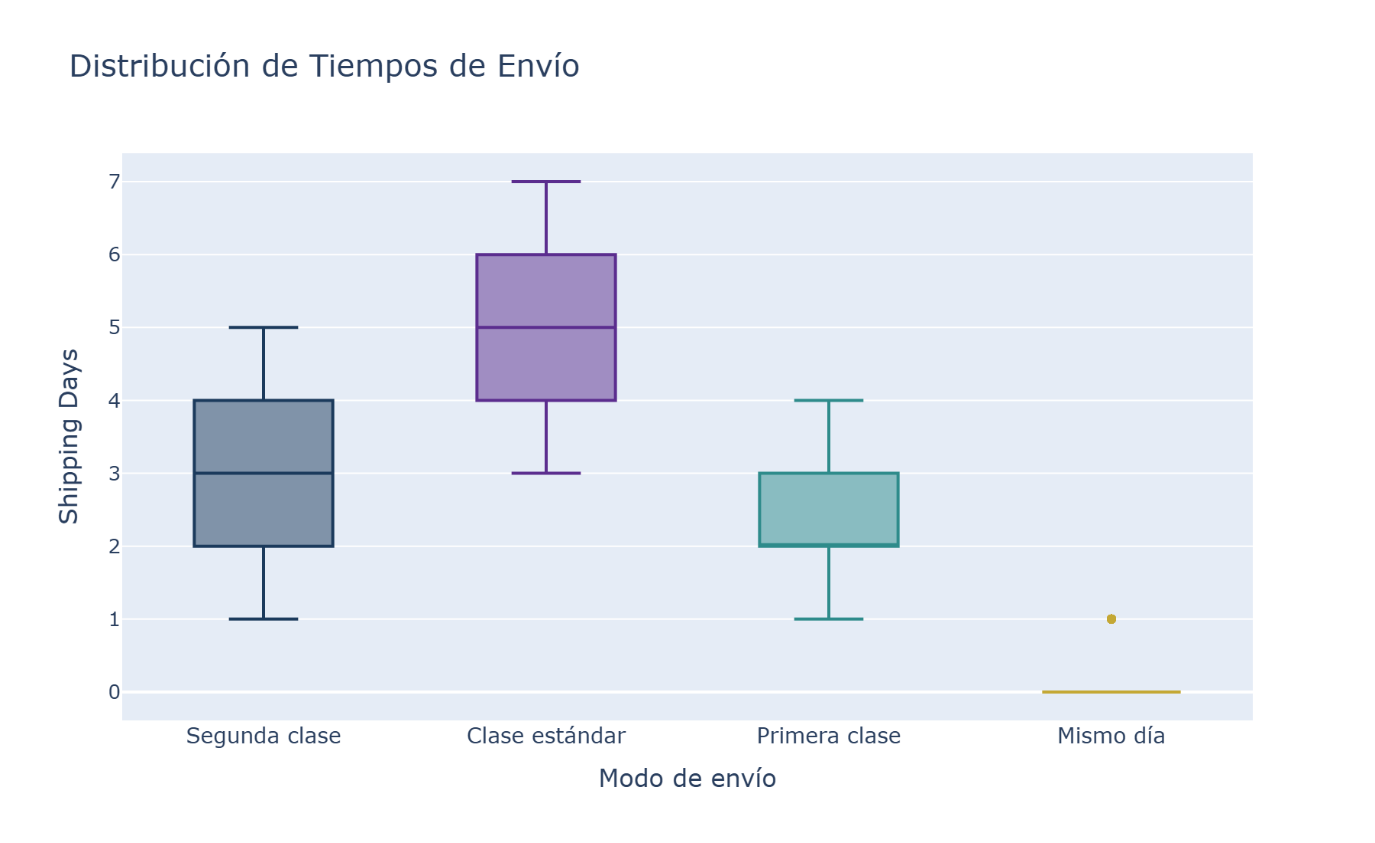 Distribución de Tiempos de Envío
Shipping Days
7
6
5
4
3
2
1
0
Segunda clase
Clase estándar
Primera clase
Mismo día
Modo de envío